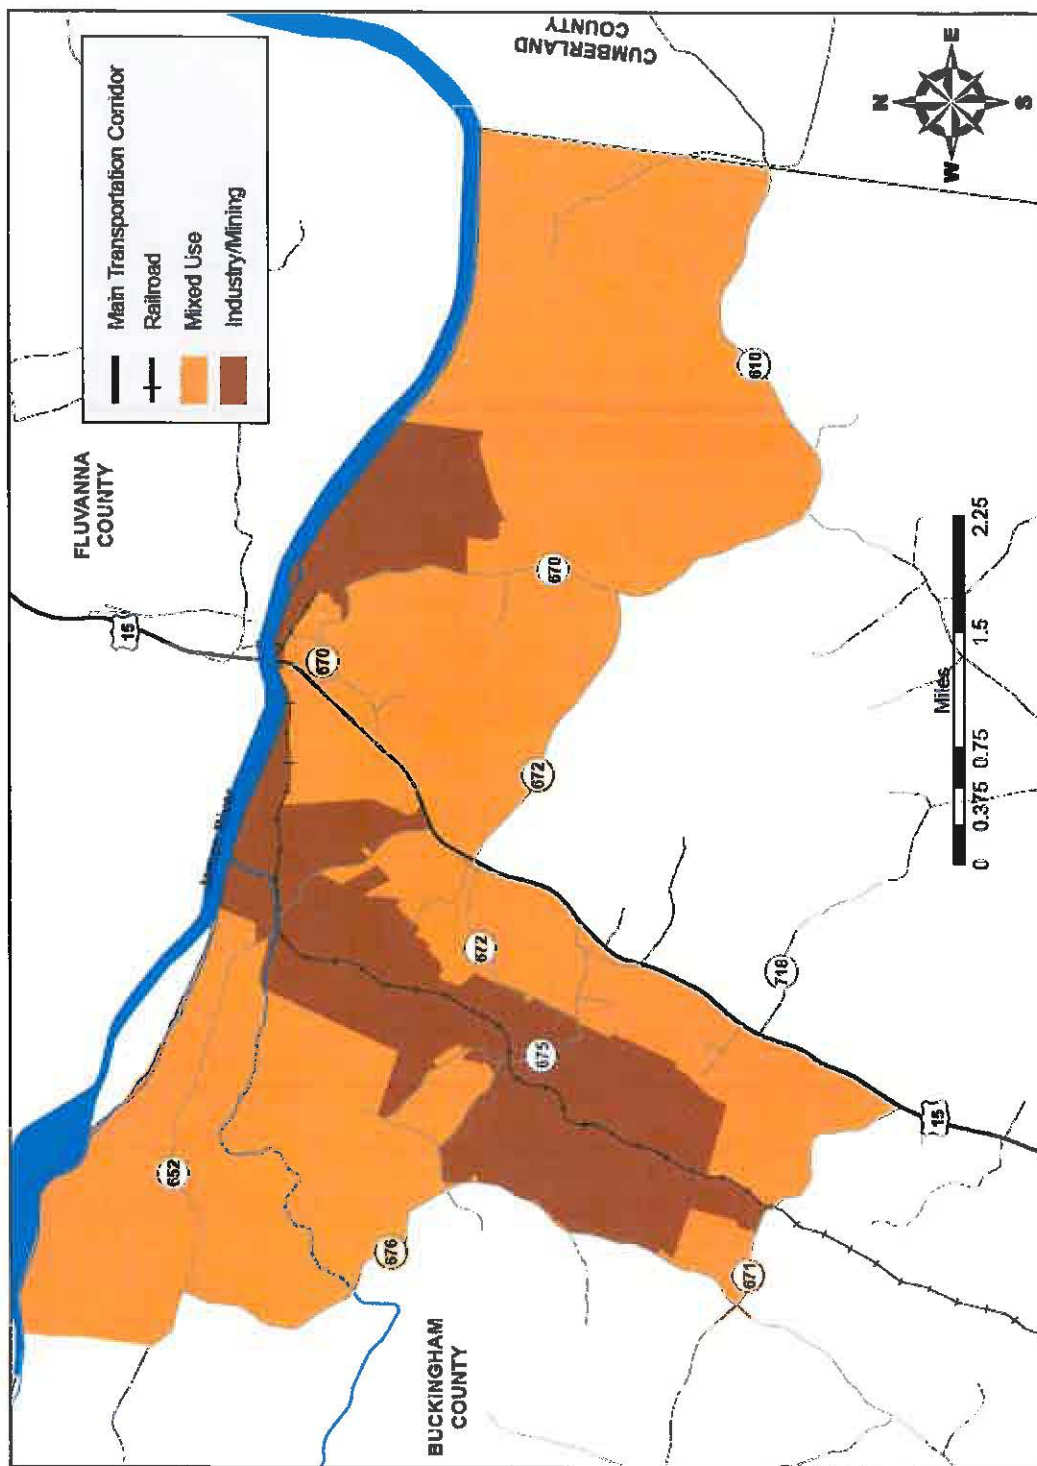 Main Transportation Corridor
Railroad
Mixed Use
Industry/Mining
FLUVANNA
COUNTY
CUMBERLAND
COUNTY
BUCKINGHAM
COUNTY
15
670
670
610
672
672
652
676
675
671
718
15
N
E
S
W
Miles
0 0.375 0.75 1.5 2.25